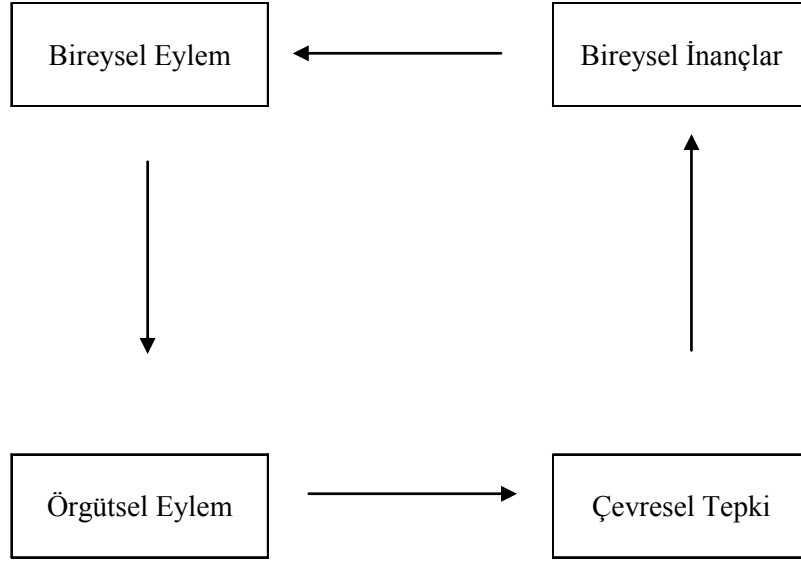 Bireysel Eylem
Bireysel İnançlar
Örgütsel Eylem
Çevresel Tepki